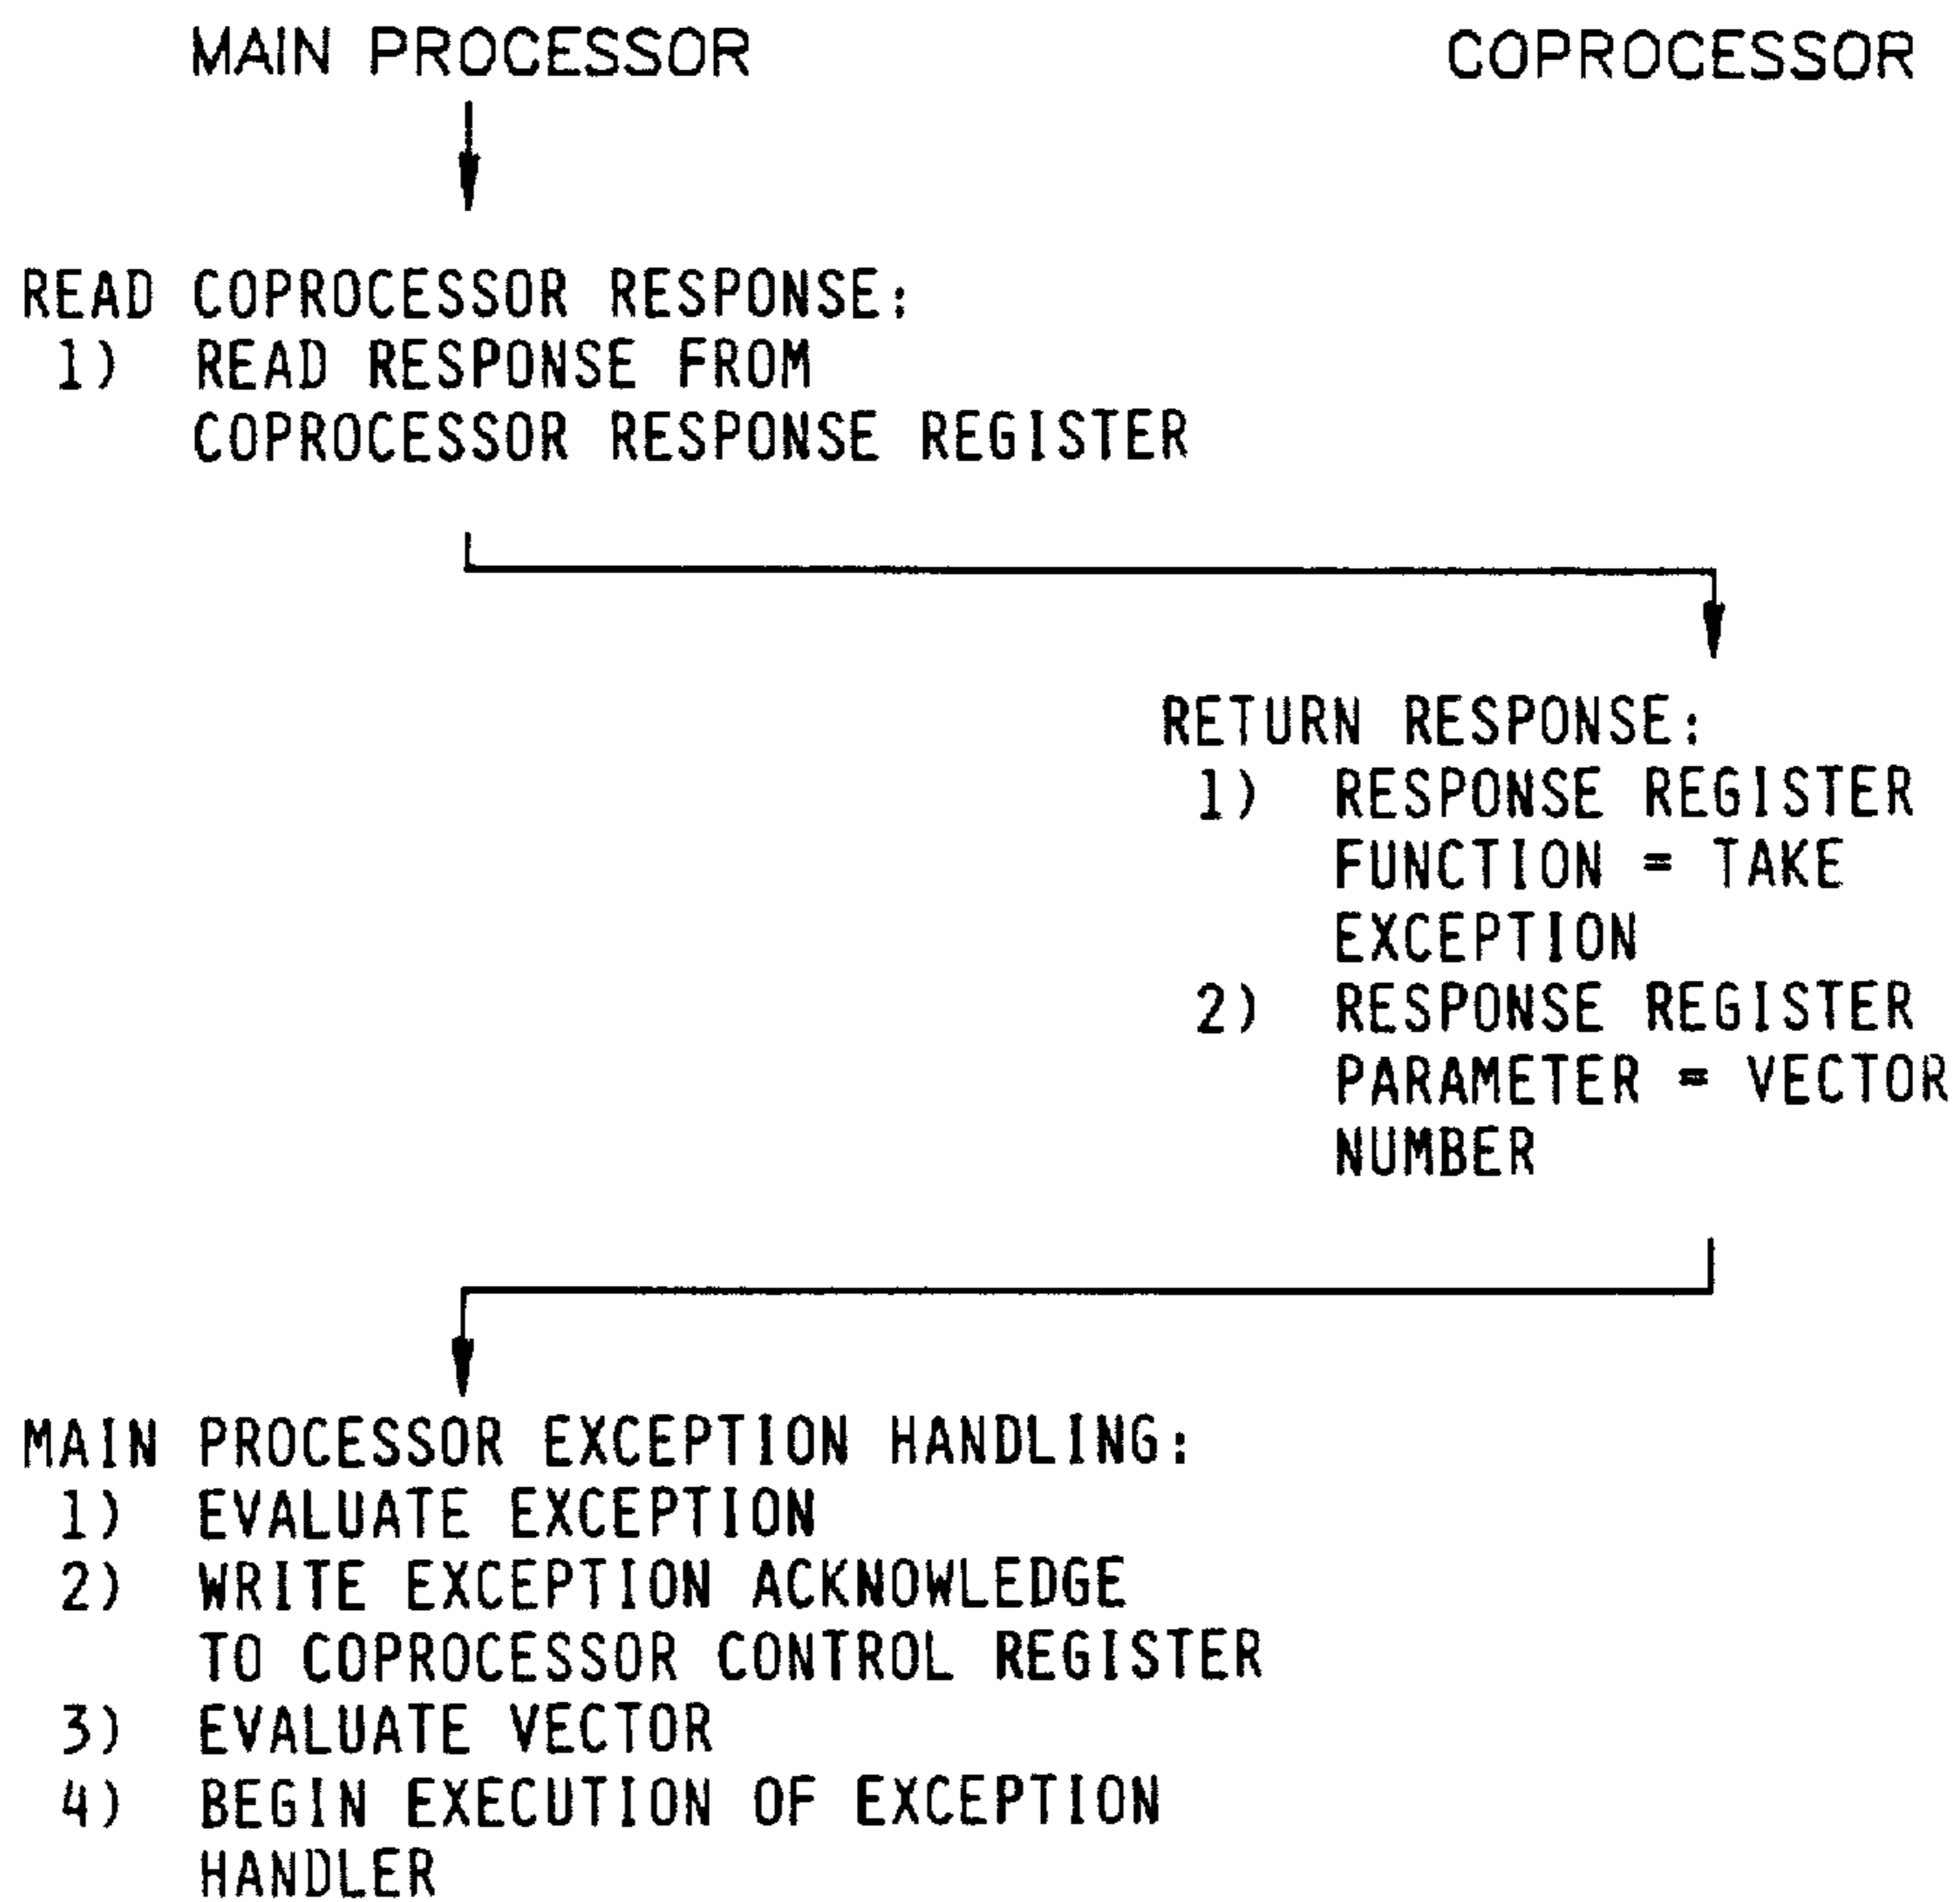 MAIN PROCESSOR
COPROCESSOR
READ COPROCESSOR RESPONSE:
1) READ RESPONSE FROM
COPROCESSOR RESPONSE REGISTER
RETURN RESPONSE:
1) RESPONSE REGISTER
FUNCTION = TAKE
EXCEPTION
2) RESPONSE REGISTER
PARAMETER = VECTOR
NUMBER
MAIN PROCESSOR EXCEPTION HANDLING:
1) EVALUATE EXCEPTION
2) WRITE EXCEPTION ACKNOWLEDGE
TO COPROCESSOR CONTROL REGISTER
3) EVALUATE VECTOR
4) BEGIN EXECUTION OF EXCEPTION
HANDLER